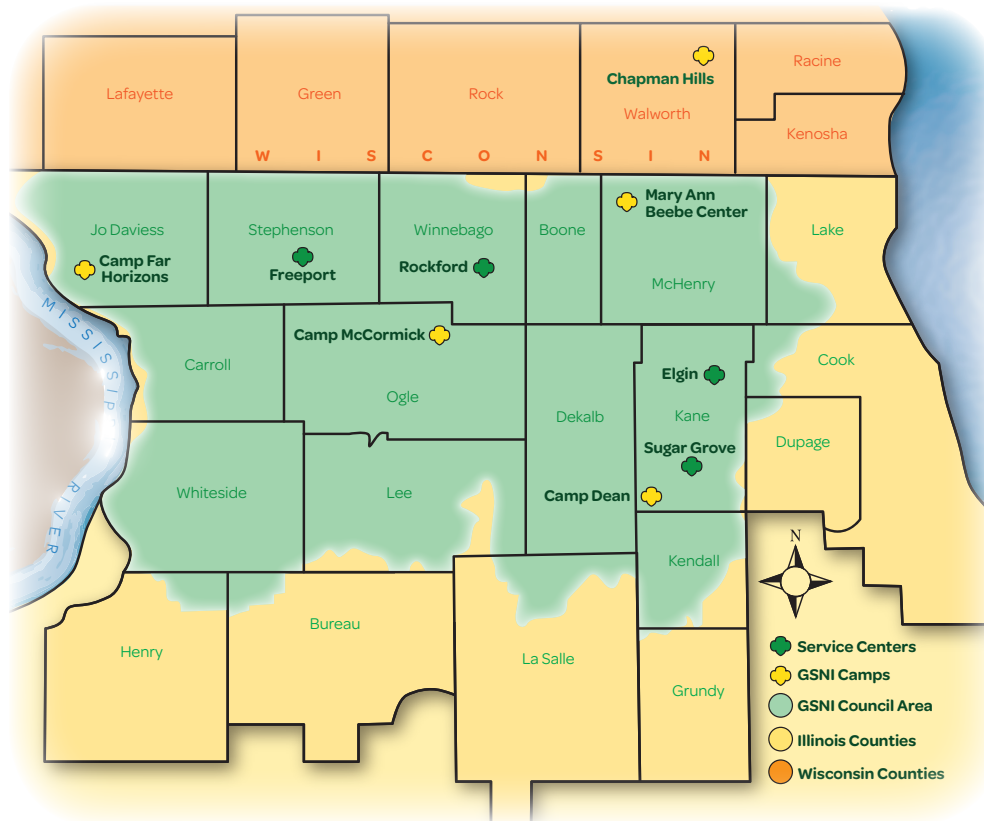 Chapman Hills
Racine
Lafayette
Green
Rock
Walworth
Kenosha
W I S C O N S I N
Mary Ann
Beebe Center
Jo Daviess
Stephenson
Winnebago
Boone
Lake
Camp Far
Horizons
Freeport
Rockford
McHenry
MISSISSIPPI
RIVER
Camp McCormick
Carroll
Ogle
Elgin
Cook
Dekalb
Kane
Dupage
Sugar Grove
Whiteside
Lee
Camp Dean
Kendall
N
Henry
Bureau
La Salle
Grundy
Service Centers
GSNI Camps
GSNI Council Area
Illinois Counties
Wisconsin Counties